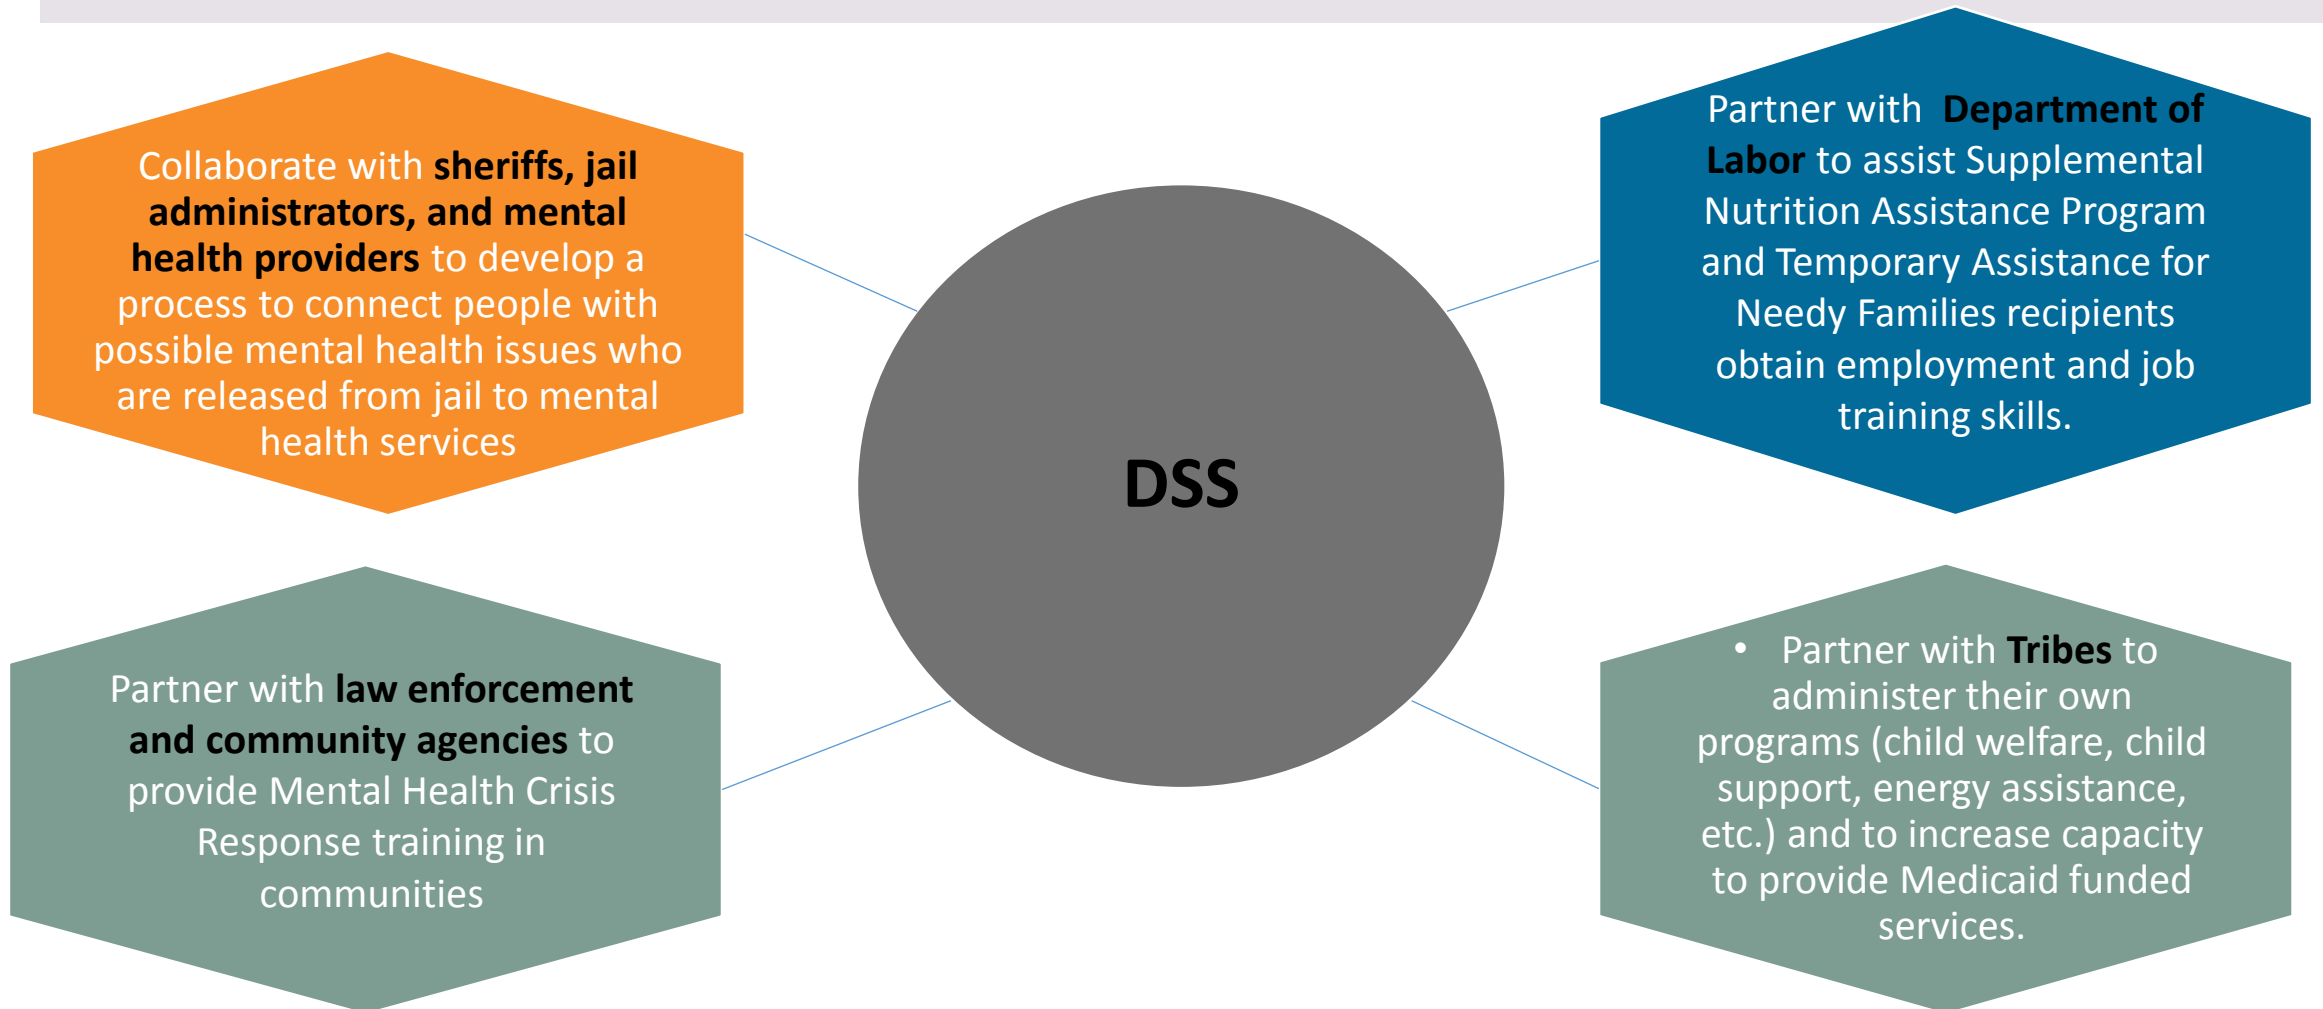 Collaborate with sheriffs, jail
administrators, and mental
health providers to develop a
process to connect people with
possible mental health issues who
are released from jail to mental
health services
Partner with  Department of
Labor to assist Supplemental
Nutrition Assistance Program
and Temporary Assistance for
Needy Families recipients
obtain employment and job
training skills.
DSS
Partner with law enforcement
and community agencies to
provide Mental Health Crisis
Response training in
communities
• Partner with Tribes to
administer their own
programs (child welfare, child
support, energy assistance,
etc.) and to increase capacity
to provide Medicaid funded
services.